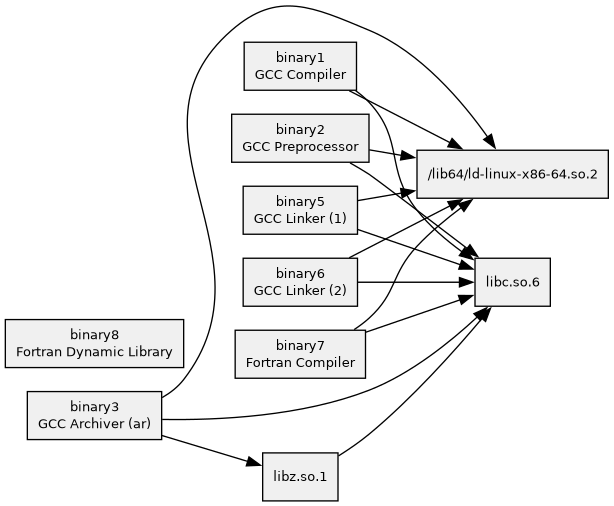 binary1
GCC Compiler
binary2
GCC Preprocessor
/lib64/ld-linux-x86-64.so.2
binary5
GCC Linker (1)
binary6
GCC Linker (2)
libc.so.6
binary8
Fortran Dynamic Library
binary7
Fortran Compiler
binary3
GCC Archiver (ar)
libz.so.1